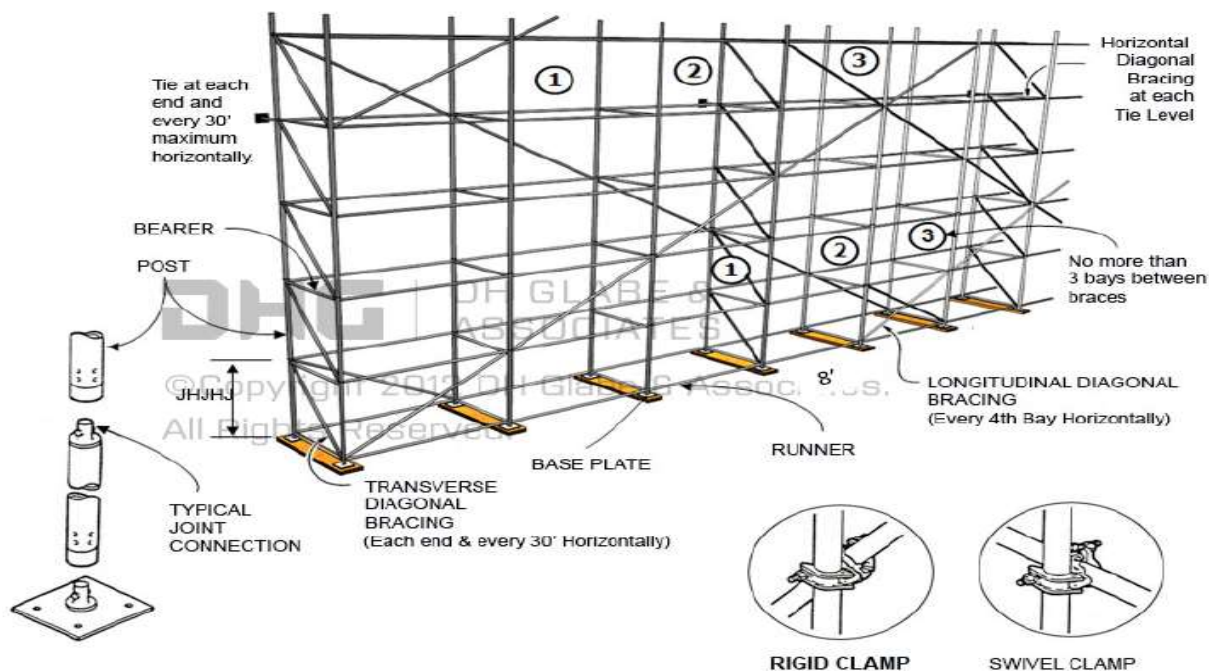 Tie at each
end and
every 30'
maximum
horizontally.
1
2
3
Horizontal
Diagonal
Bracing
at each
Tie Level
BEARER
POST
1
2
3
No more than
3 bays between
braces
DHG
DH GLABE &
ASSOCIATES
©Copyright 2012 DH Glabe & Associates.
All Rights Reserved.
JHJHJ
8'
LONGITUDINAL DIAGONAL
BRACING
(Every 4th Bay Horizontally)
RUNNER
BASE PLATE
TRANSVERSE
DIAGONAL
BRACING
(Each end & every 30' Horizontally)
TYPICAL
JOINT
CONNECTION
RIGID CLAMP
SWIVEL CLAMP